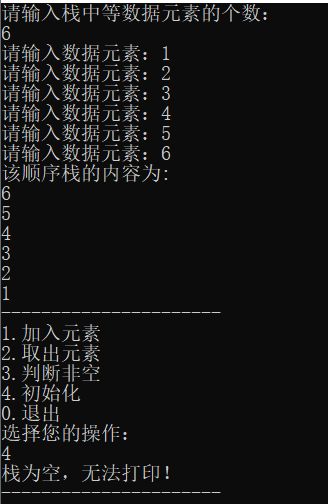 请输入栈中等数据元素的个数：
6
请输入数据元素：1
请输入数据元素：2
请输入数据元素：3
请输入数据元素：4
请输入数据元素：5
请输入数据元素：6
该顺序栈的内容为:
6
5
4
3
2
1
----------------------
1.加入元素
2.取出元素
3.判断非空
4.初始化
0.退出
选择您的操作：
4
栈为空，无法打印！
----------------------